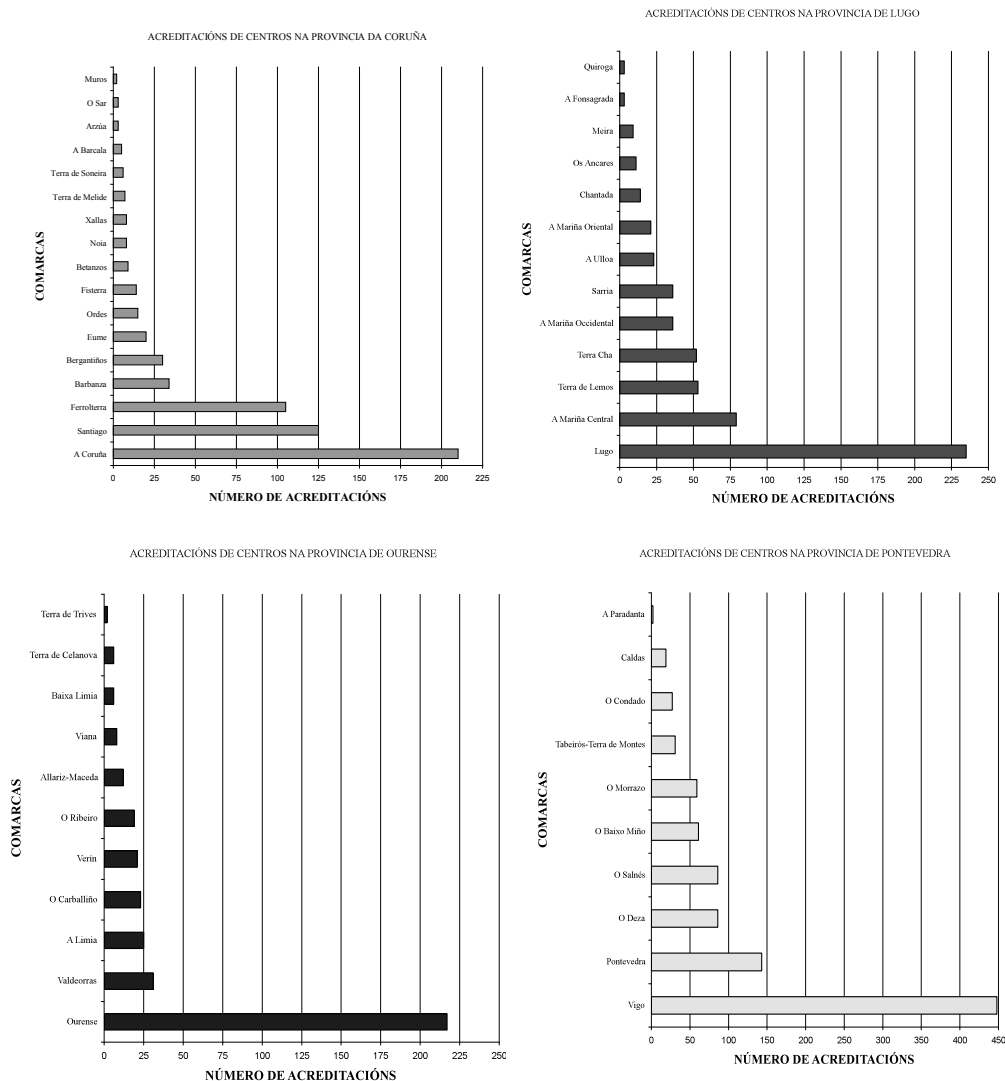 ACREDITACIÓNS DE CENTROS NA PROVINCIA DA CORUÑA
COMARCAS
Muros
O Sar
Arzúa
A Barcala
Terra de Soneira
Terra de Melide
Xallas
Noia
Betanzos
Fisterra
Ordes
Eume
Bergantiños
Barbanza
Ferrolterra
Santiago
A Coruña
0 25 50 75 100 125 150 175 200 225
NÚMERO DE ACREDITACIÓNS
ACREDITACIÓNS DE CENTROS NA PROVINCIA DE LUGO
COMARCAS
Quiroga
A Fonsagrada
Meira
Os Ancares
Chantada
A Mariña Oriental
A Ulloa
Sarria
A Mariña Occidental
Terra Cha
Terra de Lemos
A Mariña Central
Lugo
0 25 50 75 100 125 150 175 200 225 250
NÚMERO DE ACREDITACIÓNS
ACREDITACIÓNS DE CENTROS NA PROVINCIA DE OURENSE
COMARCAS
Terra de Trives
Terra de Celanova
Baixa Limia
Viana
Allariz-Maceda
O Ribeiro
Verín
O Carballiño
A Limia
Valdeorras
Ourense
0 25 50 75 100 125 150 175 200 225 250
NÚMERO DE ACREDITACIÓNS
ACREDITACIÓNS DE CENTROS NA PROVINCIA DE PONTEVEDRA
COMARCAS
A Paradanta
Caldas
O Condado
Tabeirós-Terra de Montes
O Morrazo
O Baixo Miño
O Salnés
O Deza
Pontevedra
Vigo
0 50 100 150 200 250 300 350 400 450
NÚMERO DE ACREDITACIÓNS